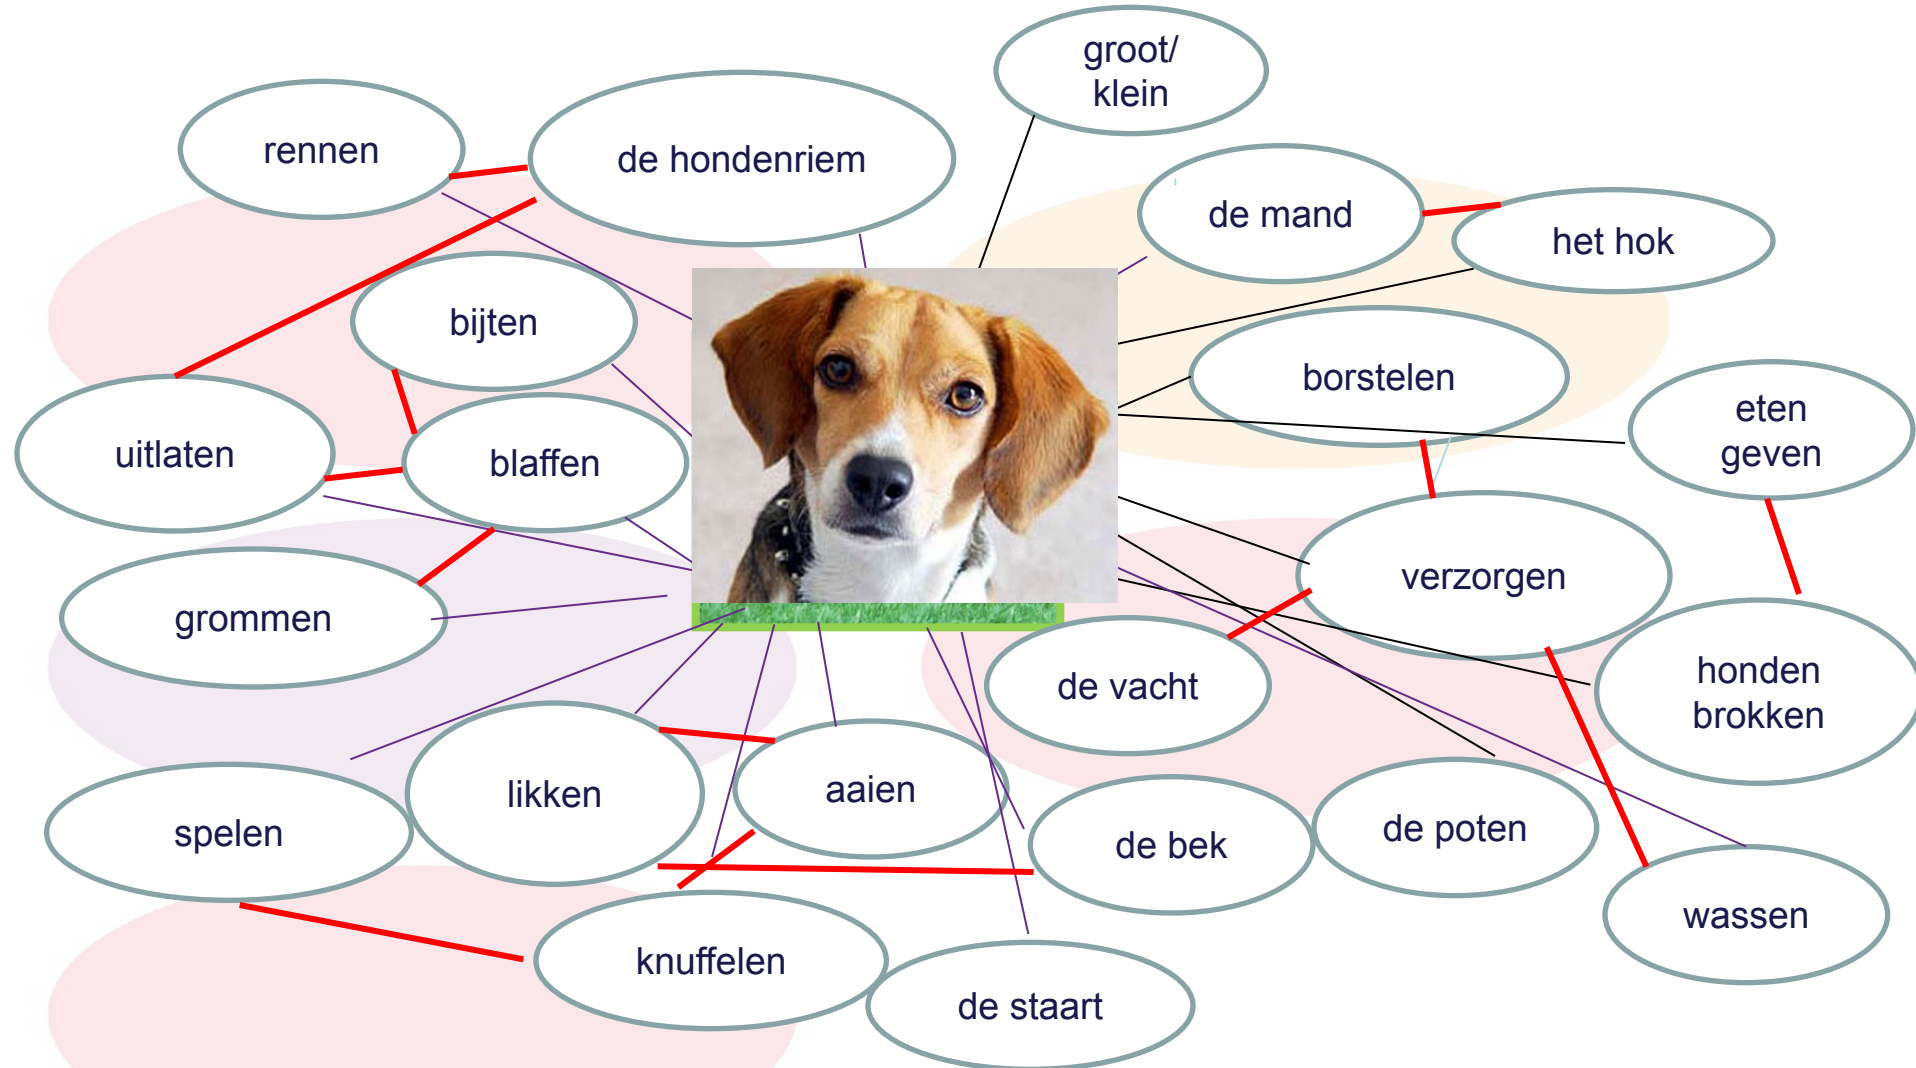 groot/
klein
rennen
de hondenriem
de mand
het hok
bijten
borstelen
eten
geven
uitlaten
blaffen
verzorgen
grommen
de vacht
honden
brokken
likken
aaien
spelen
de bek
de poten
wassen
knuffelen
de staart